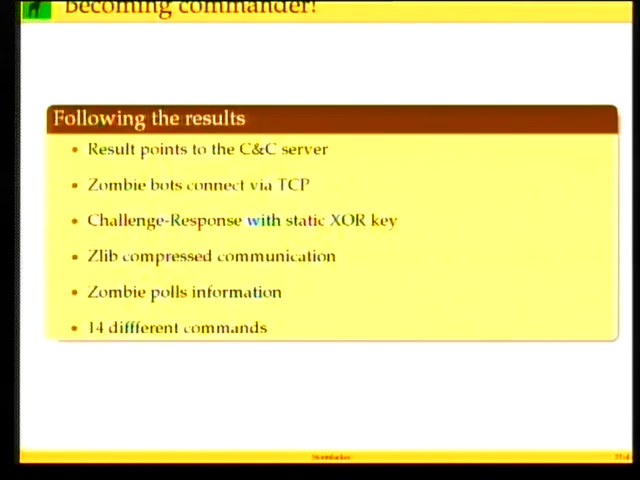 Becoming commander!
Following the results
Result points to the C&C server
Zombie bots connect via TCP
Challenge-Response with static XOR key
Zlib compressed communication
Zombie polls information
14 diffferent commands